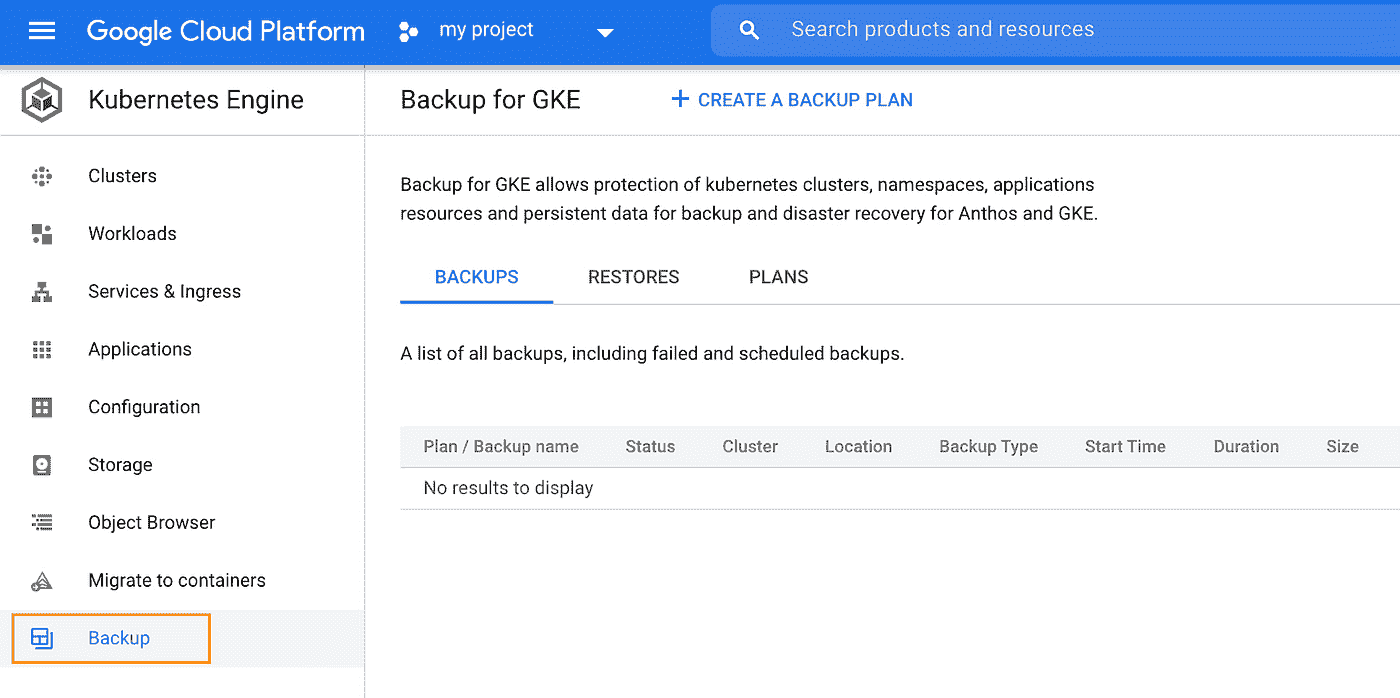 Google Cloud Platform
my project
Search products and resources
Kubernetes Engine
Backup for GKE
CREATE A BACKUP PLAN
Clusters
Workloads
Services & Ingress
Applications
Configuration
Storage
Object Browser
Migrate to containers
Backup
Backup for GKE allows protection of kubernetes clusters, namespaces, applications
resources and persistent data for backup and disaster recovery for Anthos and GKE.
BACKUPS RESTORES PLANS
A list of all backups, including failed and scheduled backups.
Plan / Backup name Status Cluster Location Backup Type Start Time Duration Size
No results to display